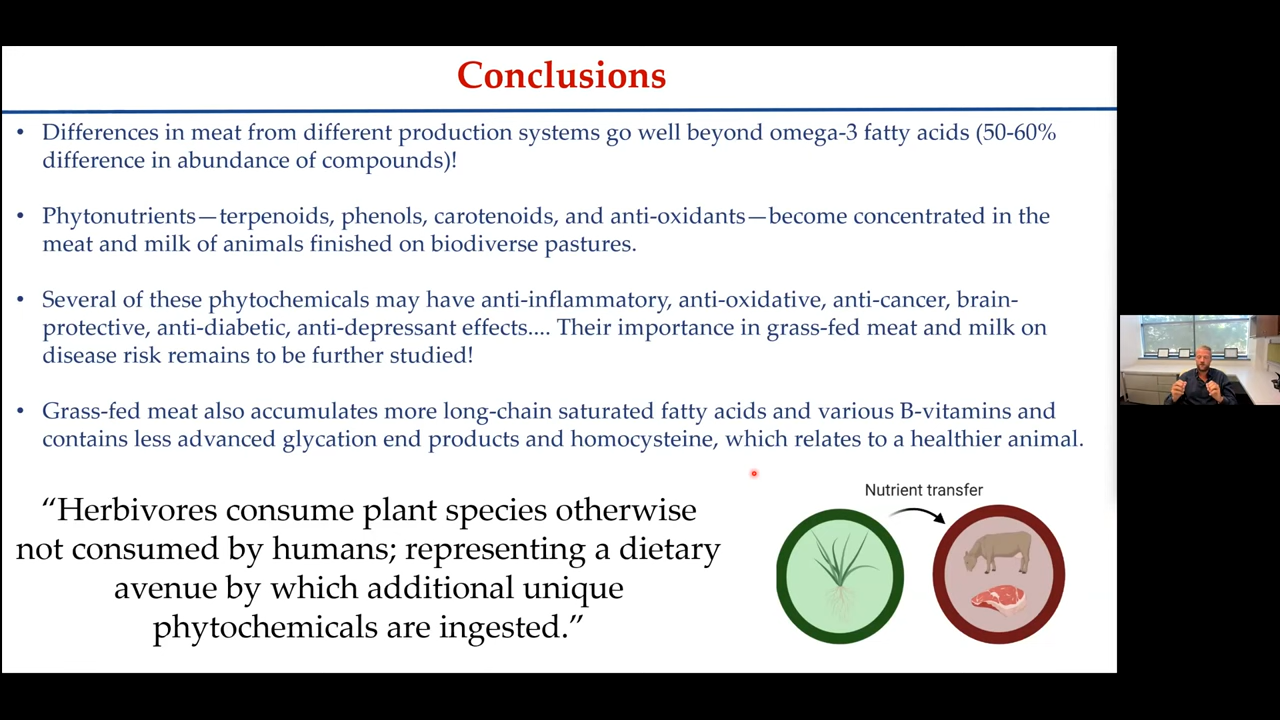 Conclusions
• Differences in meat from different production systems go well beyond omega-3 fatty acids (50-60%
difference in abundance of compounds)!
• Phytonutrients—terpenoids, phenols, carotenoids, and anti-oxidants—become concentrated in the
meat and milk of animals finished on biodiverse pastures.
• Several of these phytochemicals may have anti-inflammatory, anti-oxidative, anti-cancer, brain-
protective, anti-diabetic, anti-depressant effects.... Their importance in grass-fed meat and milk on
disease risk remains to be further studied!
• Grass-fed meat also accumulates more long-chain saturated fatty acids and various B-vitamins and
contains less advanced glycation end products and homocysteine, which relates to a healthier animal.
“Herbivores consume plant species otherwise
not consumed by humans; representing a dietary
avenue by which additional unique
phytochemicals are ingested.”
Nutrient transfer